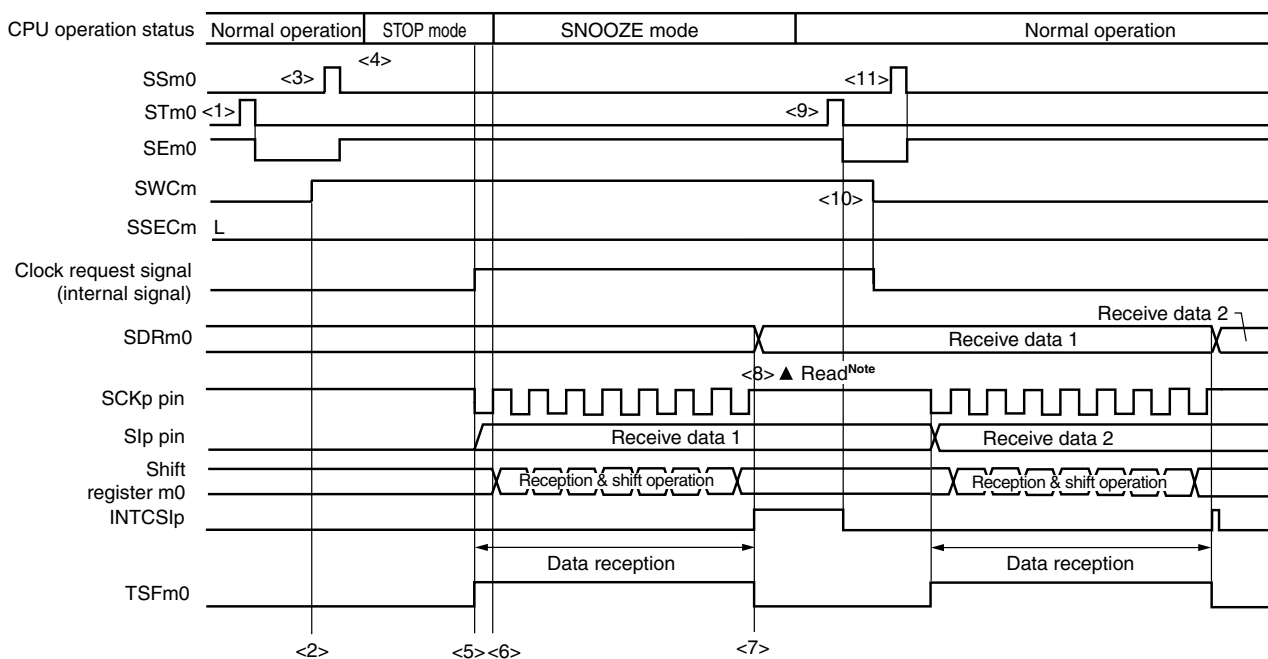 CPU operation status Normal operation STOP mode SNOOZE mode Normal operation
<4>
SSm0 <3> <11>
STm0 <1> <9>
SEm0
SWCm <10>
SSECm L
Clock request signal
(internal signal)
Receive data 2
SDRm0 Receive data 1
<8> ▲ Read Note
SCKp pin
SIp pin Receive data 1 Receive data 2
Shift
register m0 Reception & shift operation Reception & shift operation
INTCSIp
Data reception Data reception
TSFm0
<2> <5> <6> <7>